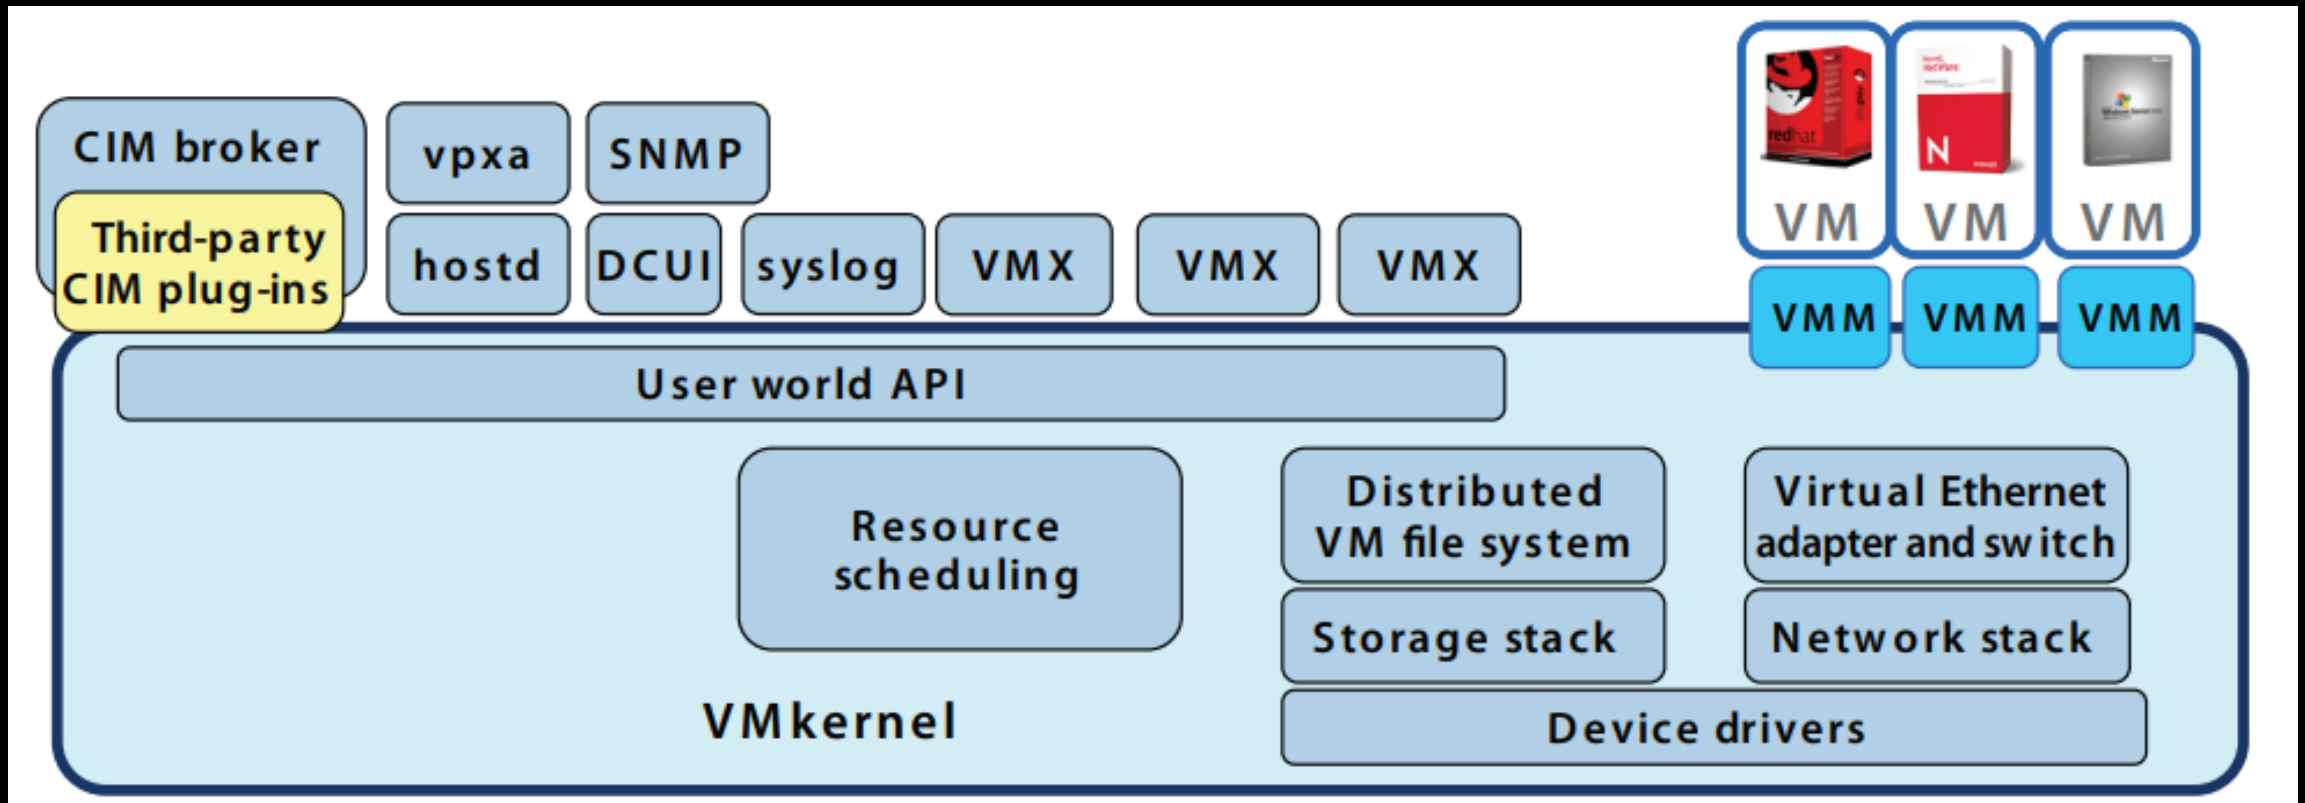 CIM broker
Third-party
CIM plug-ins
vpxa
SNMP
hostd
DCUI
syslog
VMX
VMX
VMX
redhat
NetWare
N
VM
VM
VM
VMM
VMM
VMM
User world API
Resource
scheduling
Distributed
VM file system
Virtual Ethernet
adapter and switch
Storage stack
Network stack
VMkernel
Device drivers